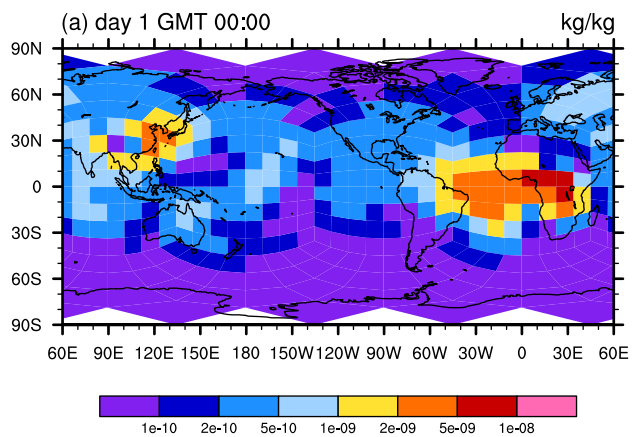 (a) day 1 GMT 00:00 kg/kg
90N
60N
30N
0
30S
60S
90S
60E 90E 120E 150E 180 150W 120W 90W 60W 30W 0 30E 60E
1e-10 2e-10 5e-10 1e-09 2e-09 5e-09 1e-08